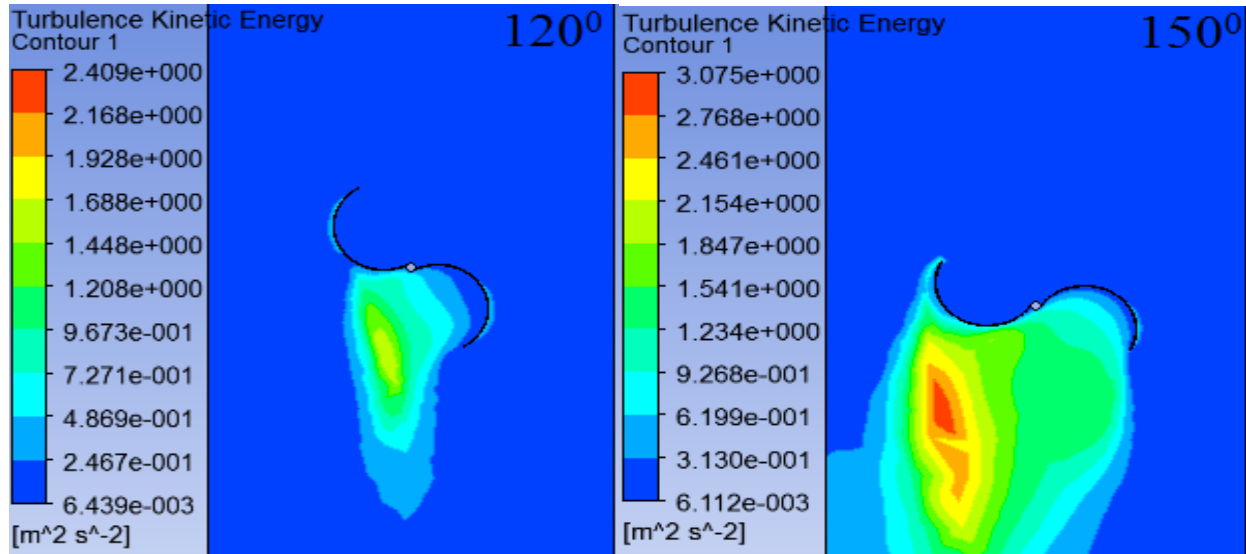 Turbulence Kinetic Energy
Contour 1
120⁰
2.409e+000
2.168e+000
1.928e+000
1.688e+000
1.448e+000
1.208e+000
9.673e-001
7.271e-001
4.869e-001
2.467e-001
6.439e-003
[m^2 s^-2]
Turbulence Kinetic Energy
Contour 1
150⁰
3.075e+000
2.768e+000
2.461e+000
2.154e+000
1.847e+000
1.541e+000
1.234e+000
9.268e-001
6.199e-001
3.130e-001
6.112e-003
[m^2 s^-2]